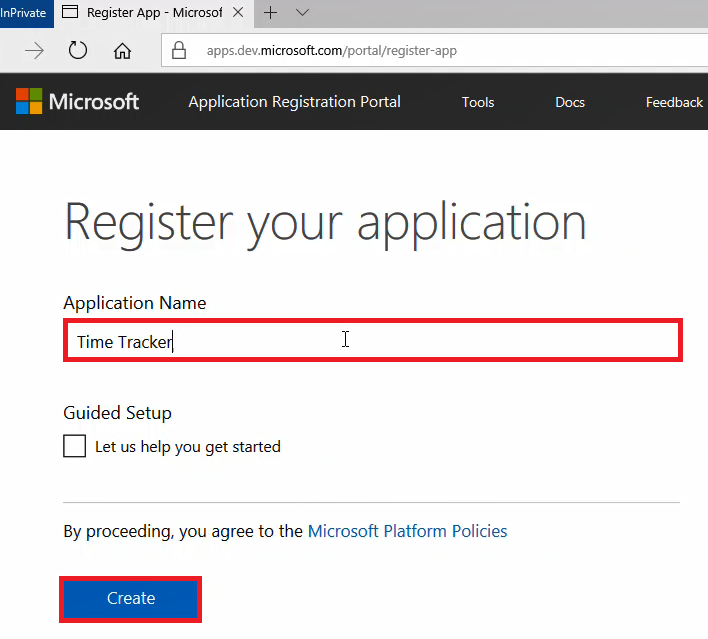 InPrivate Register App - Microsof
apps.dev.microsoft.com/portal/register-app
Microsoft Application Registration Portal Tools Docs Feedback
Register your application
Application Name
Time Tracker
Guided Setup
Let us help you get started
By proceeding, you agree to the Microsoft Platform Policies
Create